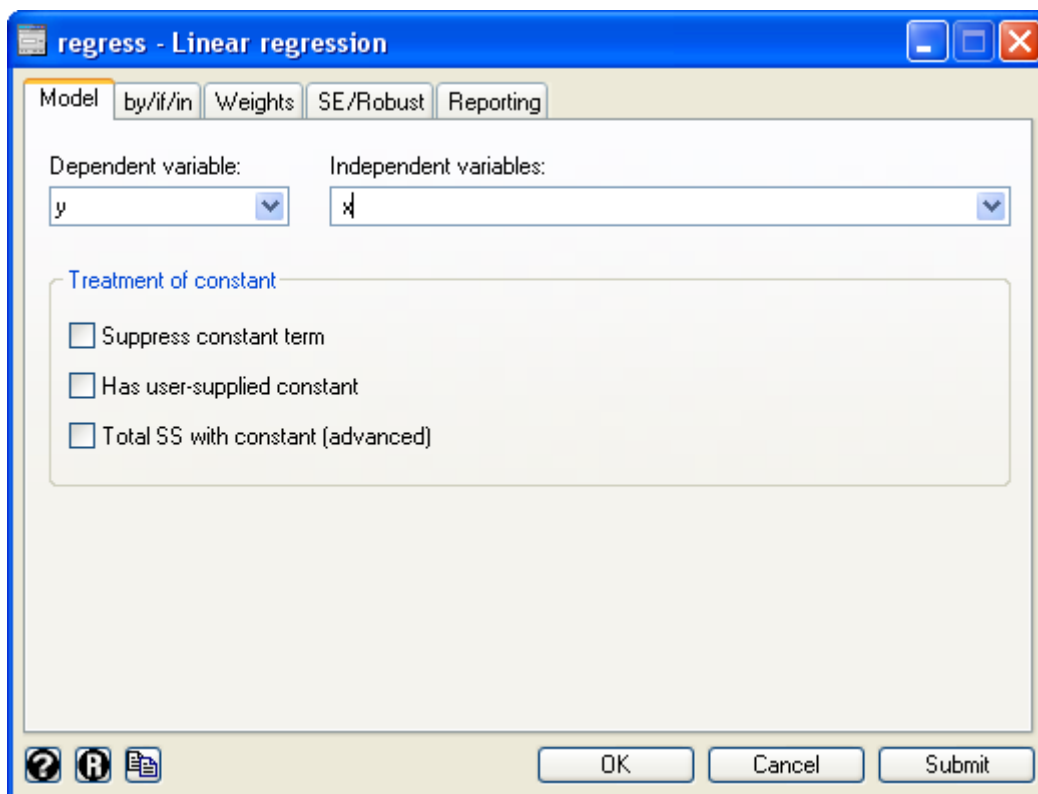 regress - Linear regression
Model by/if/in Weights SE/Robust Reporting
Dependent variable: Independent variables:
y x
Treatment of constant
Suppress constant term
Has user-supplied constant
Total SS with constant (advanced)
? R OK Cancel Submit